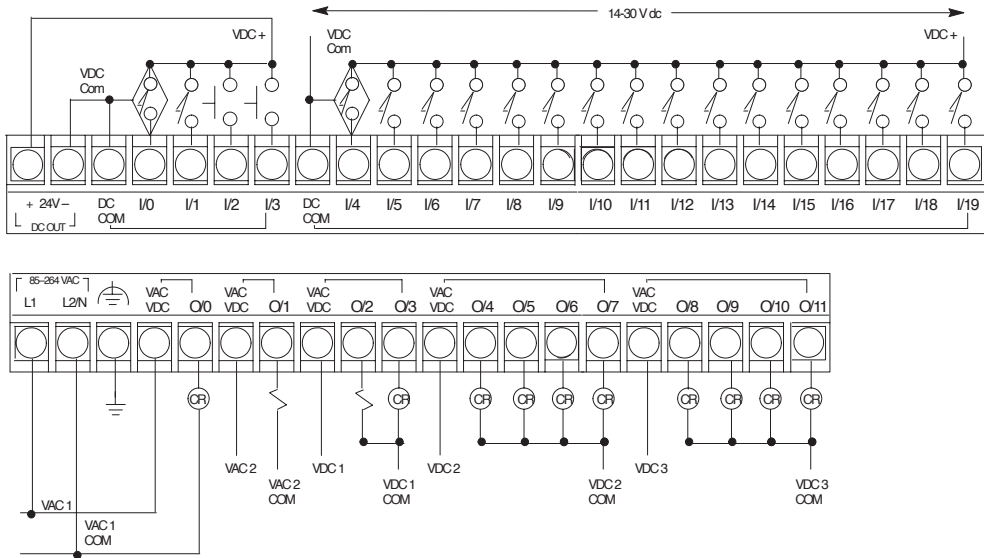 14-30 V dc
VDC +
VDC
Com
VDC +
VDC
Com
+ 24V – DC COM I/0 I/1 I/2 I/3 DC COM I/4 I/5 I/6 I/7 I/8 I/9 I/10 I/11 I/12 I/13 I/14 I/15 I/16 I/17 I/18 I/19
DC OUT
85–264 VAC
L1 L2/N VAC VDC O/0 VAC VDC O/1 VAC VDC O/2 O/3 VAC VDC O/4 O/5 O/6 O/7 VAC VDC O/8 O/9 O/10 O/11
CR CR CR CR CR CR CR CR CR CR
VAC 2 VDC 1 VDC 2 VDC 3
VAC 2
COM
VDC 1
COM
VDC 2
COM
VDC 3
COM
VAC 1
VAC 1
COM